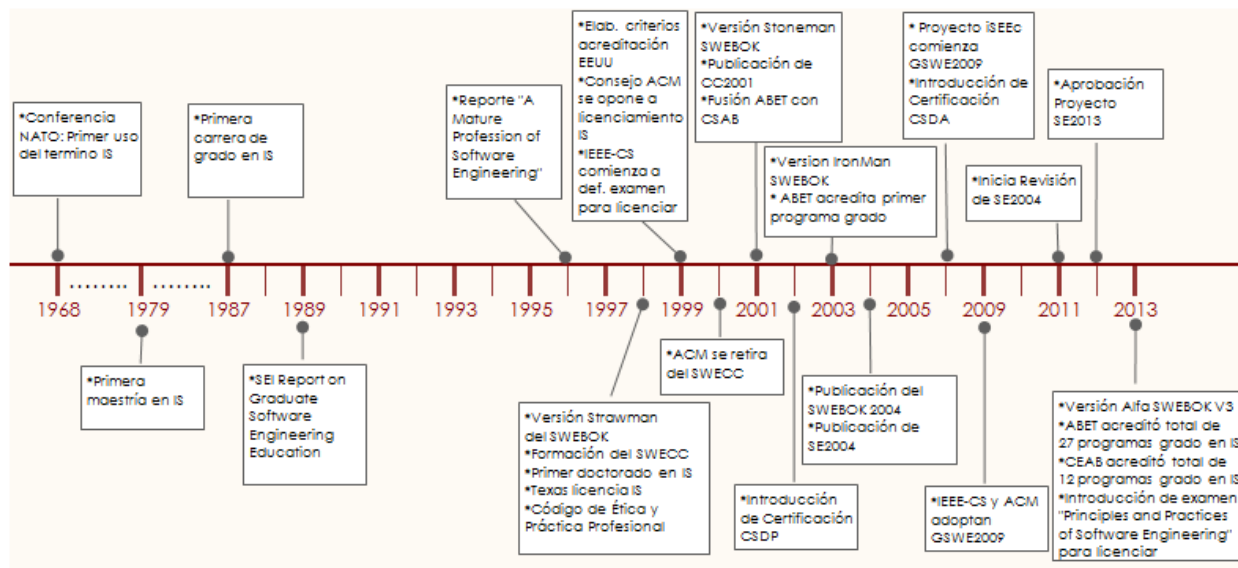 *Conferencia
NATO: Primer uso
del termino IS
*Primera
carrera de
grado en IS
*Reporte "A
Mature
Profession of
Software
Engineering"
*Elab. criterios
acreditación
EEUU
*Consejo ACM
se opone a
licenciamiento
IS
*IEEE-CS
comienza a
def. examen
para licenciar
*Versión Stoneman
SWEBOK
*Publicación de
CC2001
*Fusión ABET con
CSAB
*Version IronMan
SWEBOK
* ABET acredita primer
programa grado
* Proyecto iSEEc
comienza
GSWE2009
*Introducción de
Certificación
CSDA
*Inicia Revisión
de SE2004
*Aprobación
Proyecto
SE2013
1968 ........ 1979 ........ 1987 1989 1991 1993 1995 1997 1999 2001 2003 2005 2009 2011 2013
*Primera
maestría en IS
*SEI Report on
Graduate
Software
Engineering
Education
*Versión Strawman
del SWEBOK
*Formación del SWECC
*Primer doctorado en IS
*Texas licencia IS
*Código de Ética y
Práctica Profesional
*ACM se retira
del SWECC
*Introducción
de Certificación
CSDP
*Publicación del
SWEBOK 2004
*Publicación de
SE2004
*IEEE-CS y ACM
adoptan
GSWE2009
*Versión Alfa SWEBOK V3
*ABET acreditó total de
27 programas grado en IS
*CEAB acreditó total de
12 programas grado en IS
*Introducción de examen
"Principles and Practices
of Software Engineering"
para licenciar